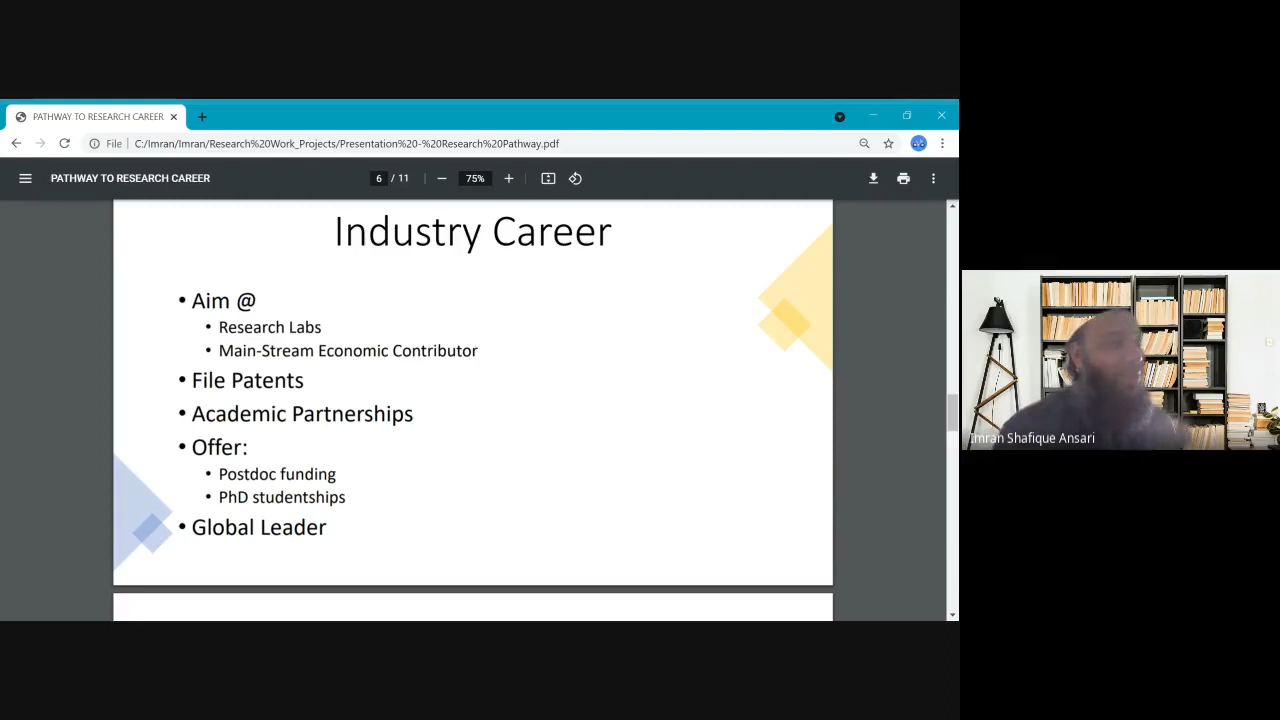 PATHWAY TO RESEARCH CAREER
File
C:/Imran/Imran/Research%20Work_Projects/Presentation%20-%20Research%20Pathway.pdf
PATHWAY TO RESEARCH CAREER
6 / 11
75%
Industry Career
• Aim @
• Research Labs
• Main-Stream Economic Contributor
• File Patents
• Academic Partnerships
• Offer:
• Postdoc funding
• PhD studentships
• Global Leader
Imran Shafique Ansari